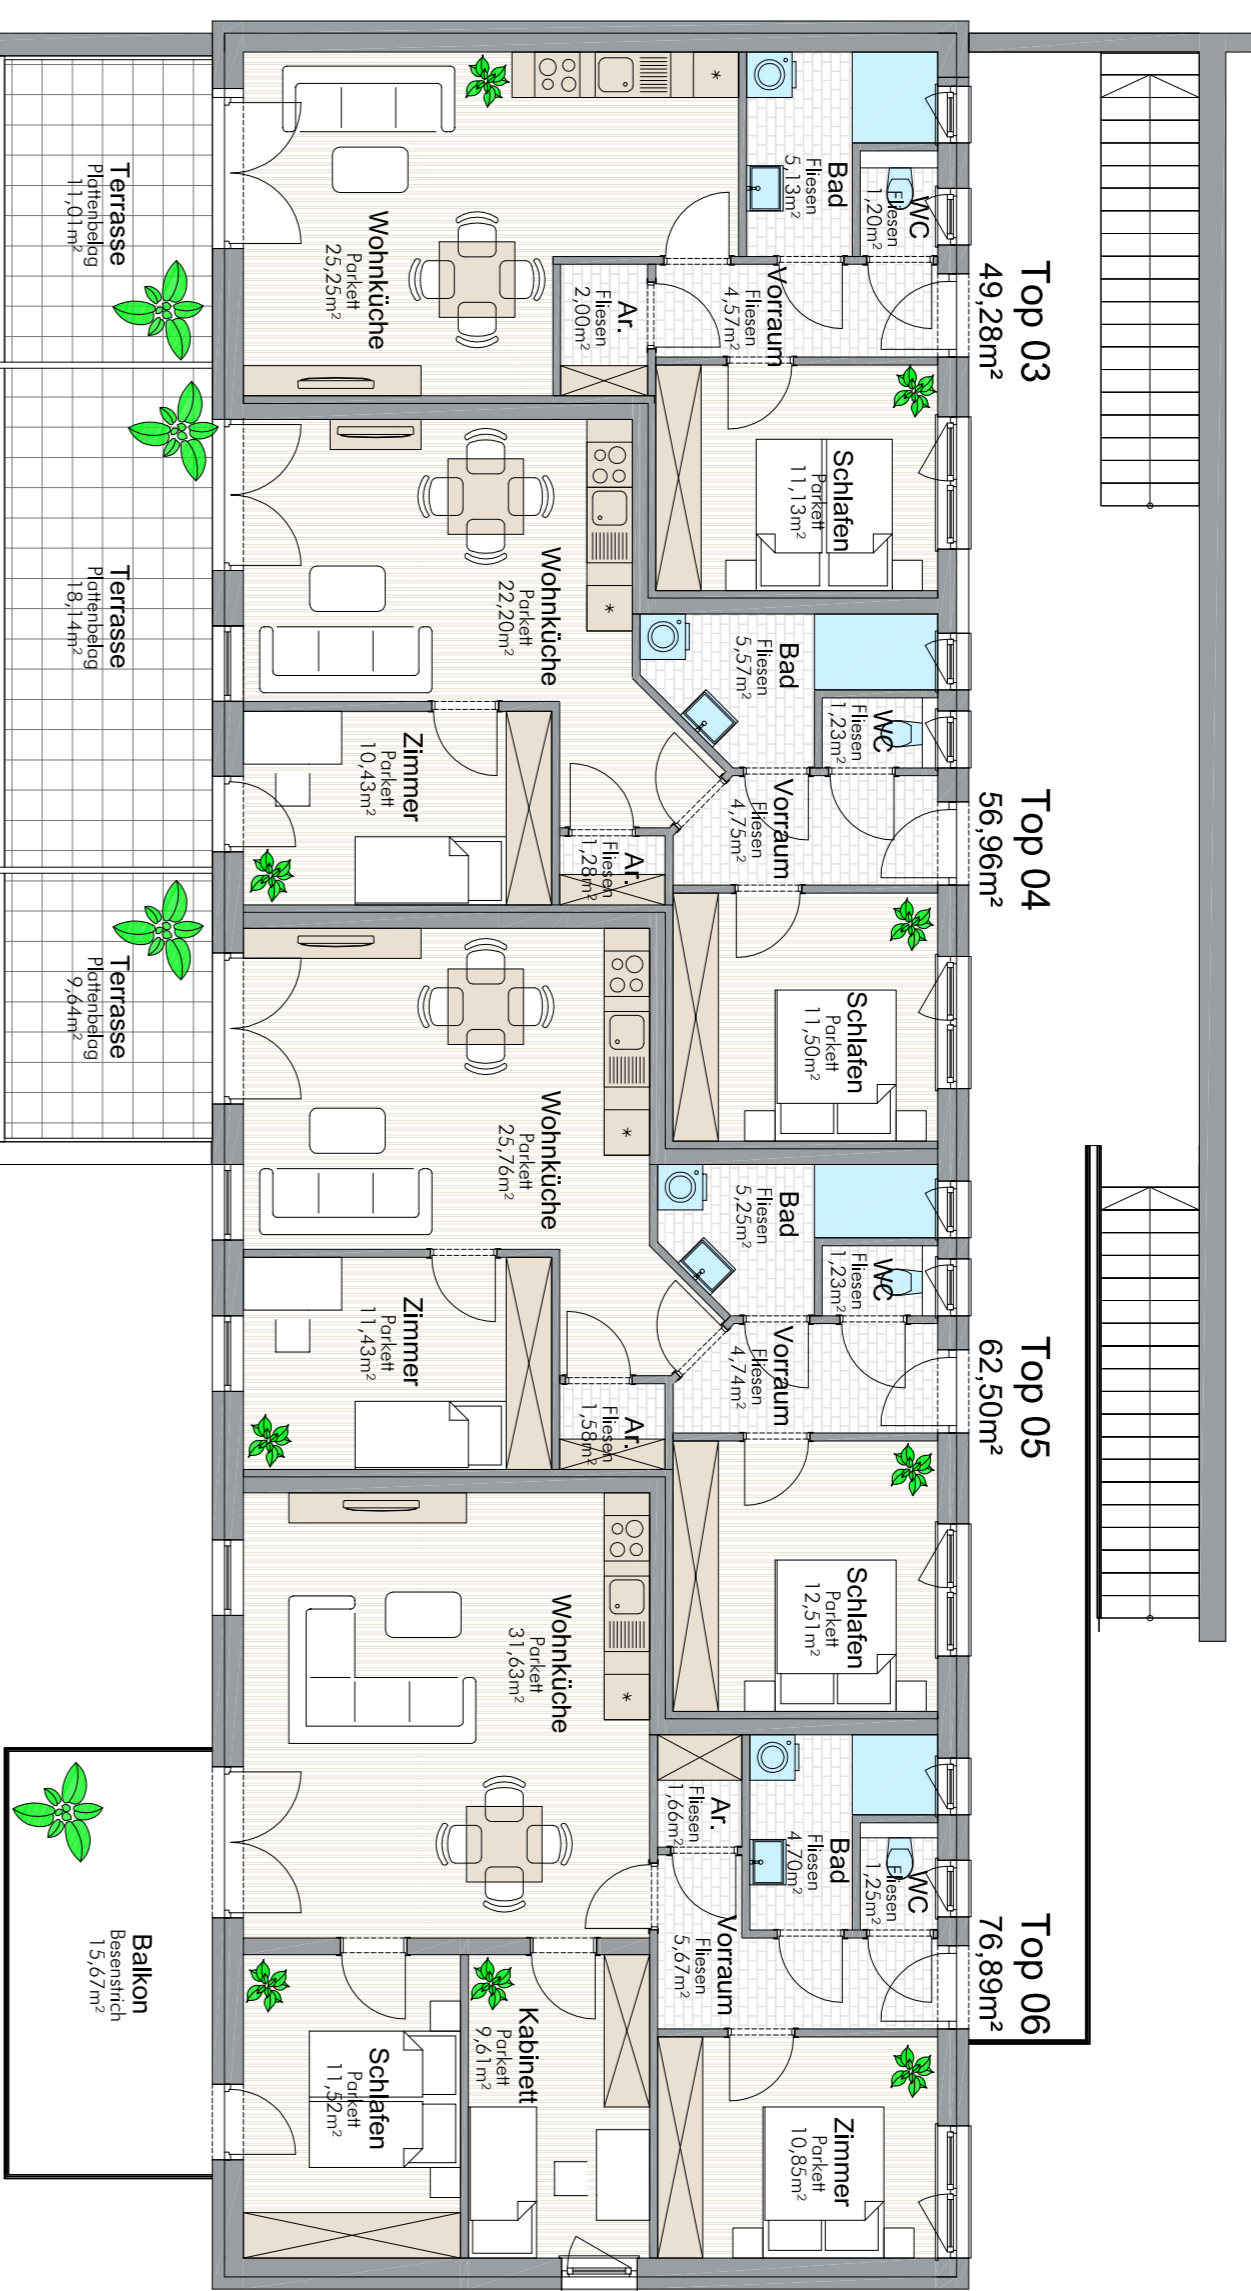 Top 03
49,28m²
WC
Fliesen
1,20m²
Bad
Fliesen
5,13m²
Vorraum
Fliesen
4,57m²
Ar.
Fliesen
2,00m²
Wohnküche
Parkett
25,25m²
Schlafen
Parkett
11,13m²
Terrasse
Plattenbelag
11,01m²
Top 04
56,96m²
WC
Fliesen
1,23m²
Bad
Fliesen
5,57m²
Vorraum
Fliesen
4,75m²
Ar.
Fliesen
1,28m²
Wohnküche
Parkett
22,20m²
Zimmer
Parkett
10,43m²
Schlafen
Parkett
11,50m²
Terrasse
Plattenbelag
18,14m²
Top 05
62,50m²
WC
Fliesen
1,23m²
Bad
Fliesen
5,25m²
Vorraum
Fliesen
4,74m²
Ar.
Fliesen
1,58m²
Wohnküche
Parkett
25,76m²
Zimmer
Parkett
11,43m²
Schlafen
Parkett
12,51m²
Terrasse
Plattenbelag
9,64m²
Top 06
76,89m²
WC
Fliesen
1,25m²
Bad
Fliesen
4,70m²
Ar.
Fliesen
1,66m²
Vorraum
Fliesen
5,67m²
Wohnküche
Parkett
31,63m²
Zimmer
Parkett
10,85m²
Kabinett
Parkett
9,61m²
Schlafen
Parkett
11,52m²
Balkon
Besenstrich
15,67m²